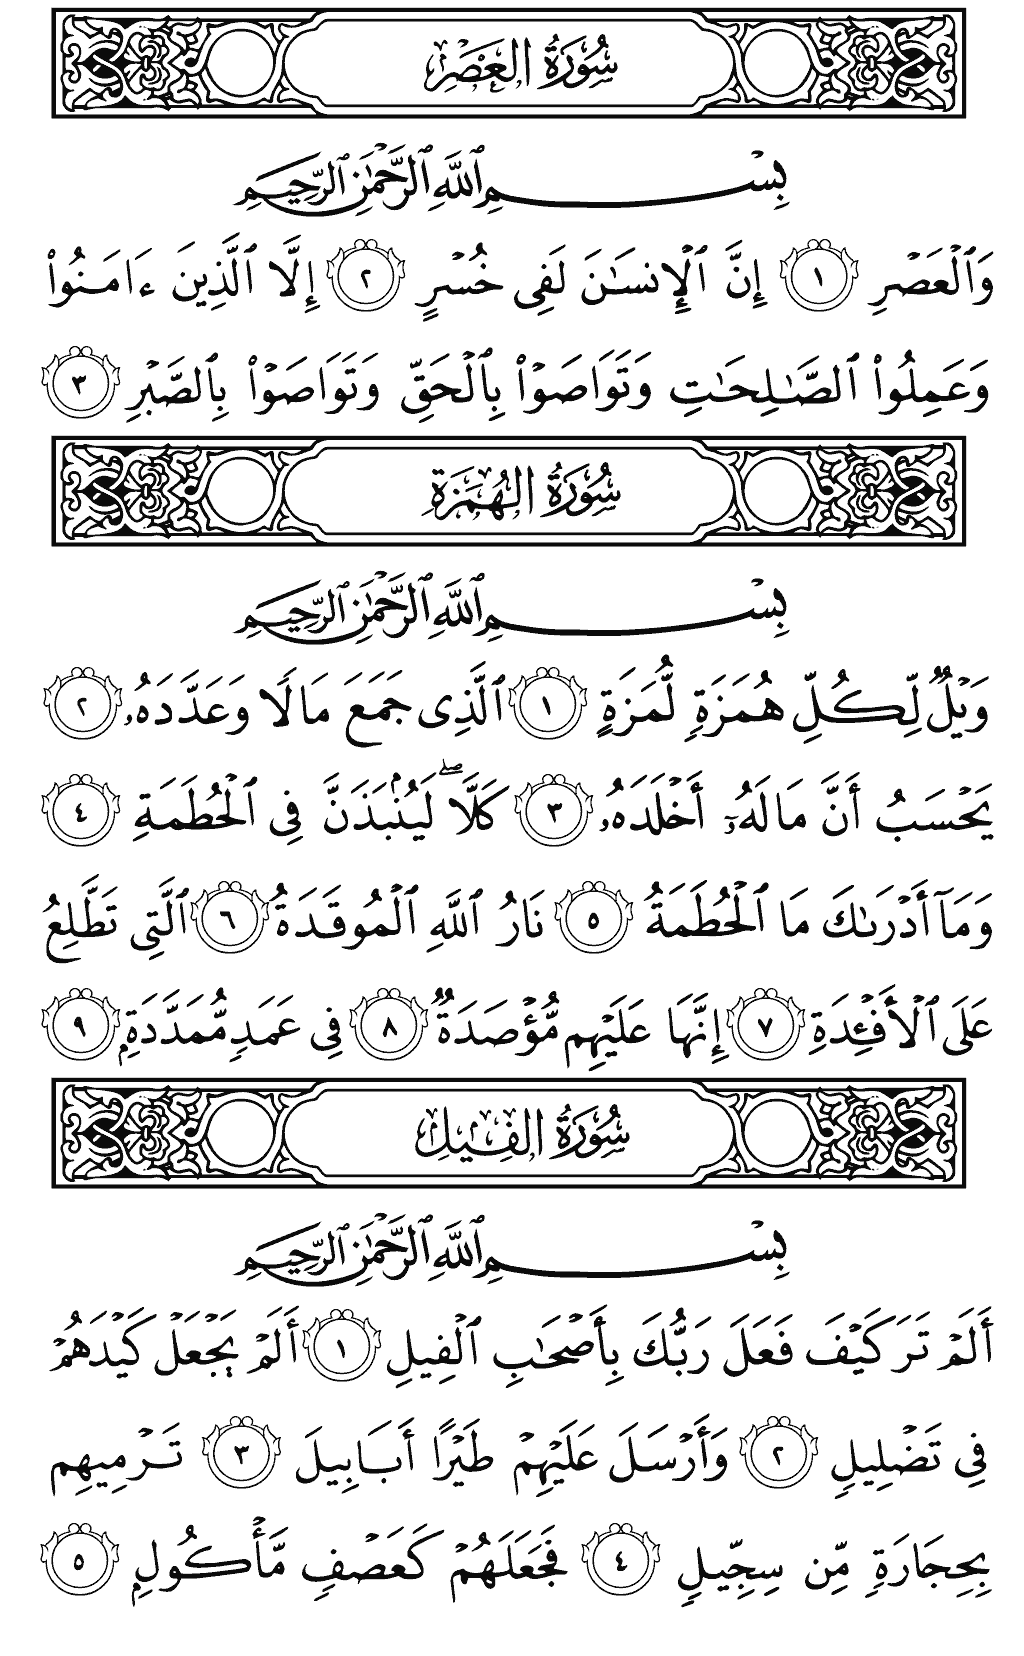 سُورَةُ العَصْرِ
بِسْمِ ٱللَّهِ ٱلرَّحْمَٰنِ ٱلرَّحِيمِ
وَٱلْعَصْرِ ١ إِنَّ ٱلْإِنسَٰنَ لَفِى خُسْرٍ ٢ إِلَّا ٱلَّذِينَ ءَامَنُوا۟
وَعَمِلُوا۟ ٱلصَّٰلِحَٰتِ وَتَوَاصَوْا۟ بِٱلْحَقِّ وَتَوَاصَوْا۟ بِٱلصَّبْرِ ٣
سُورَةُ الهُمَزَةِ
بِسْمِ ٱللَّهِ ٱلرَّحْمَٰنِ ٱلرَّحِيمِ
وَيْلٌ لِّكُلِّ هُمَزَةٍ لُّمَزَةٍ ١ ٱلَّذِى جَمَعَ مَالًا وَعَدَّدَهُۥ ٢
يَحْسَبُ أَنَّ مَالَهُۥٓ أَخْلَدَهُۥ ٣ كَلَّا ۖ لَيُنۢبَذَنَّ فِى ٱلْحُطَمَةِ ٤
وَمَآ أَدْرَىٰكَ مَا ٱلْحُطَمَةُ ٥ نَارُ ٱللَّهِ ٱلْمُوقَدَةُ ٦ ٱلَّتِى تَطَّلِعُ
عَلَى ٱلْأَفْـِٔدَةِ ٧ إِنَّهَا عَلَيْهِم مُّؤْصَدَةٌ ٨ فِى عَمَدٍ مُّمَدَّدَةٍۭ ٩
سُورَةُ الفِيلِ
بِسْمِ ٱللَّهِ ٱلرَّحْمَٰنِ ٱلرَّحِيمِ
أَلَمْ تَرَ كَيْفَ فَعَلَ رَبُّكَ بِأَصْحَٰبِ ٱلْفِيلِ ١ أَلَمْ يَجْعَلْ كَيْدَهُمْ
فِى تَضْلِيلٍ ٢ وَأَرْسَلَ عَلَيْهِمْ طَيْرًا أَبَابِيلَ ٣ تَرْمِيهِم
بِحِجَارَةٍ مِّن سِجِّيلٍ ٤ فَجَعَلَهُمْ كَعَصْفٍ مَّأْكُولٍۭ ٥